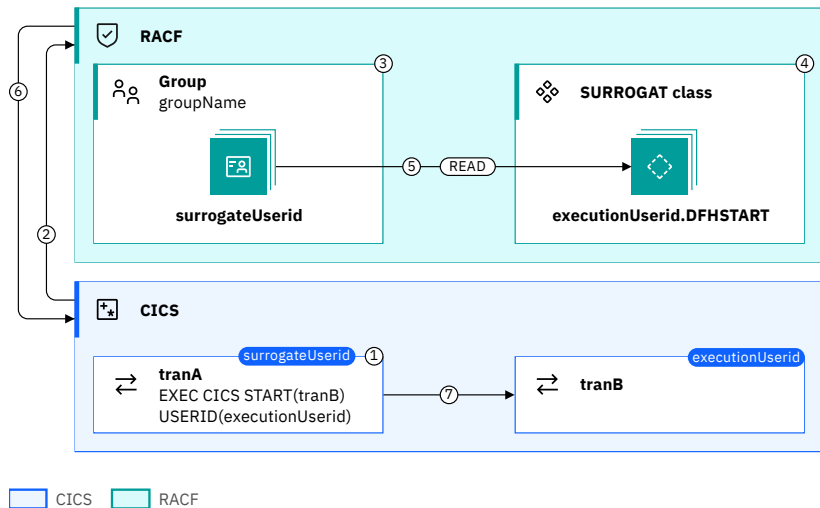 RACF
6
3
Group
groupName
4
SURROGAT class
5
READ
surrogateUserid
executionUserid.DFHSTART
2
CICS
surrogateUserid
1
tranA
EXEC CICS START(tranB)
USERID(executionUserid)
7
executionUserid
tranB
CICS
RACF